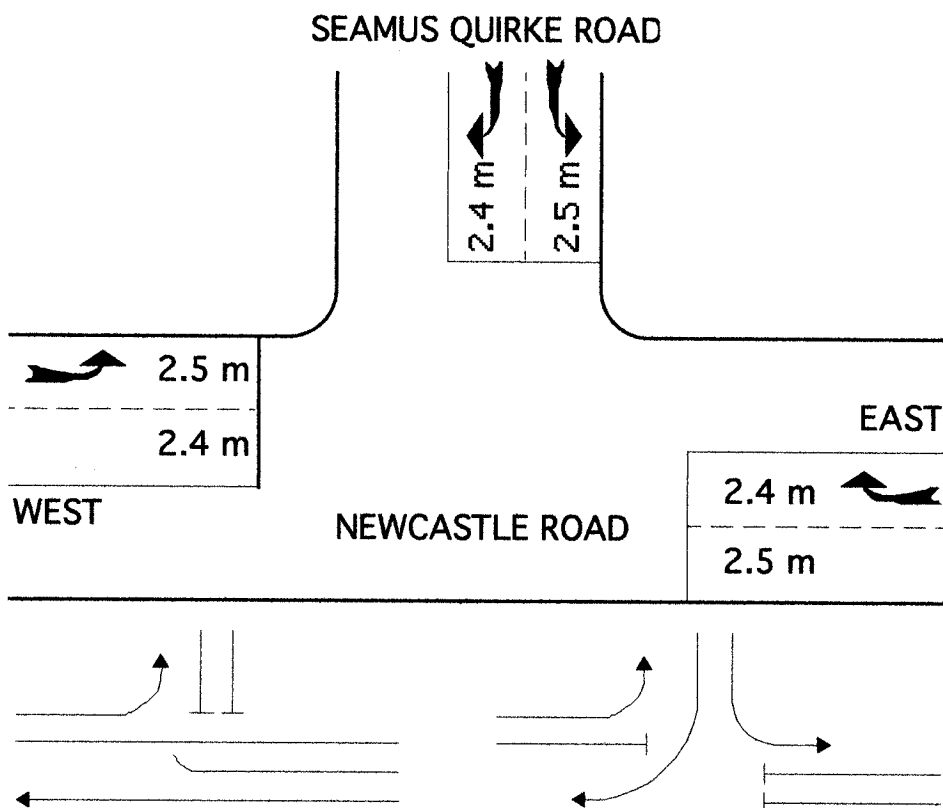 SEAMUS QUIRKE ROAD
2.4 m
2.5 m
2.5 m
2.4 m
EAST
WEST
NEWCASTLE ROAD
2.4 m
2.5 m